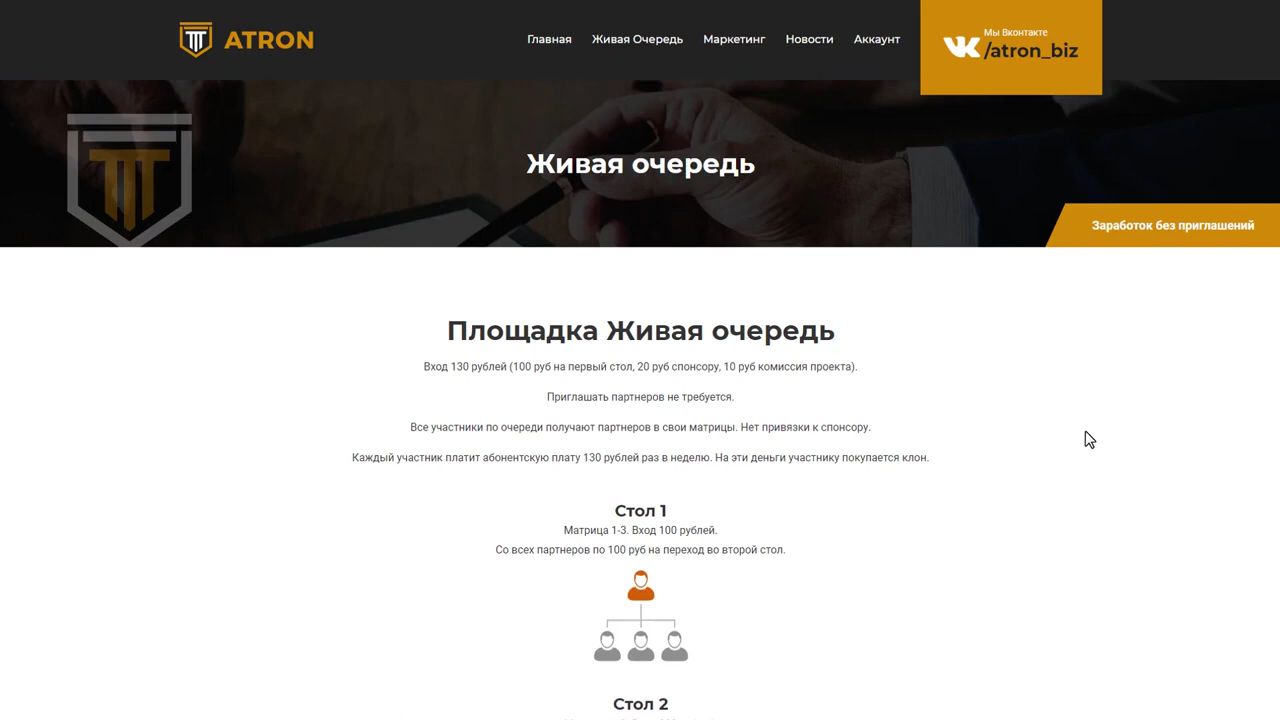 ATRON
Главная
Живая Очередь
Маркетинг
Новости
Аккаунт
Мы Вконтакте
/atron_biz
Живая очередь
Заработок без приглашений
Площадка Живая очередь
Вход 130 рублей (100 руб на первый стол, 20 руб спонсору, 10 руб комиссия проекта).
Приглашать партнеров не требуется.
Все участники по очереди получают партнеров в свои матрицы. Нет привязки к спонсору.
Каждый участник платит абонентскую плату 130 рублей раз в неделю. На эти деньги участнику покупается клон.
Стол 1
Матрица 1-3. Вход 100 рублей.
Со всех партнеров по 100 руб на переход во второй стол.
Стол 2